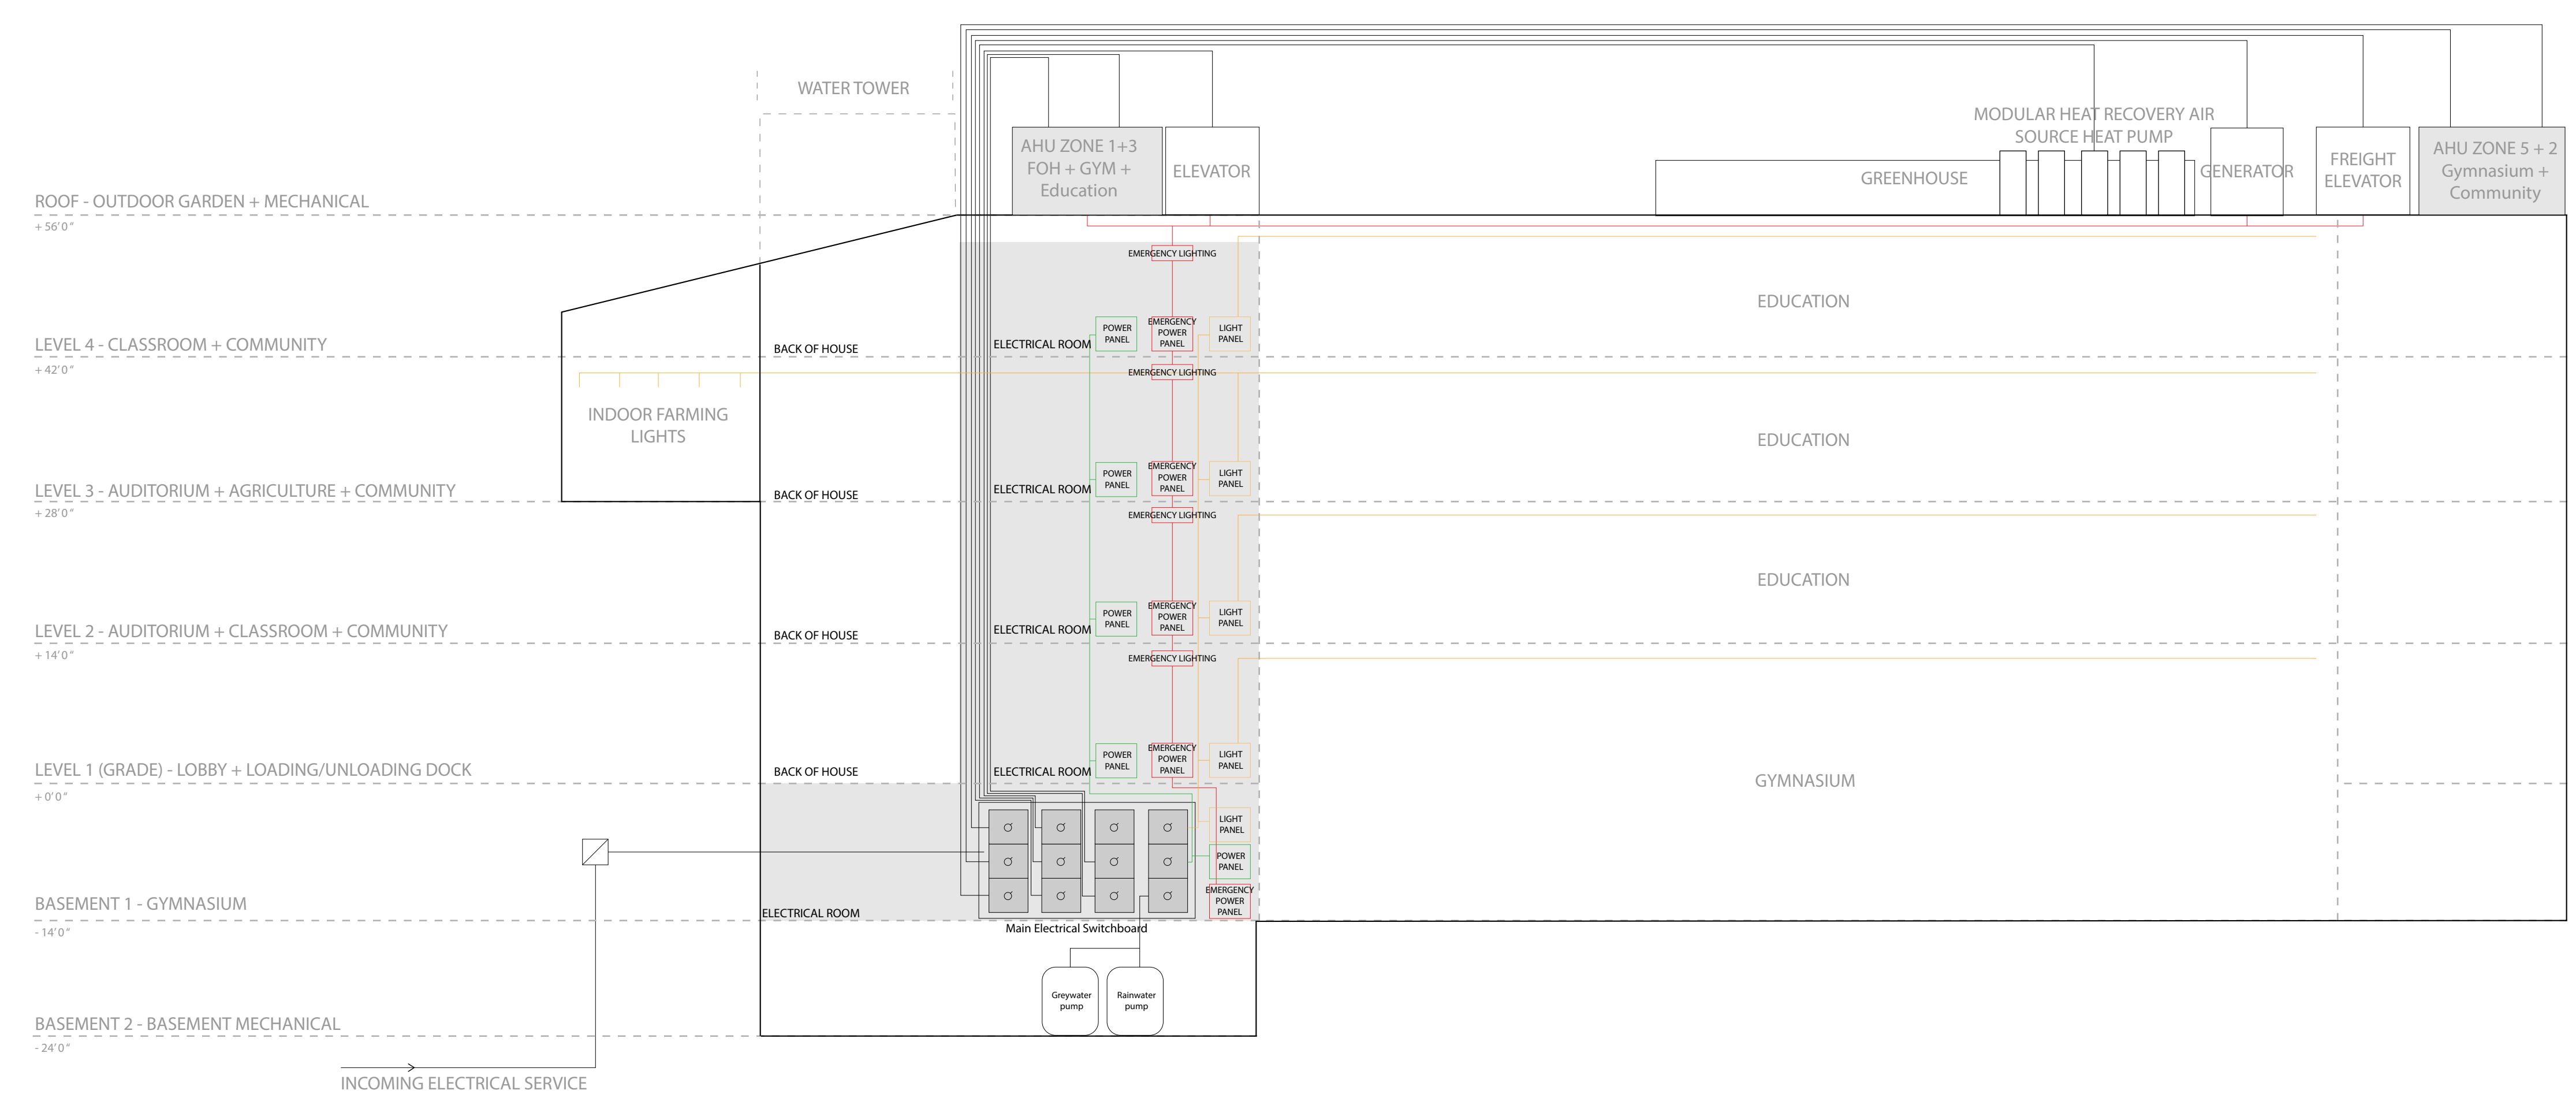 WATER TOWER
MODULAR HEAT RECOVERY AIR
SOURCE HEAT PUMP
AHU ZONE 1+3
FOH + GYM +
Education
ELEVATOR
GREENHOUSE
GENERATOR
FREIGHT
ELEVATOR
AHU ZONE 5 + 2
Gymnasium +
Community
ROOF - OUTDOOR GARDEN + MECHANICAL
+ 56'0"
EMERGENCY LIGHTING
EDUCATION
POWER
PANEL
EMERGENCY
POWER
PANEL
LIGHT
PANEL
LEVEL 4 - CLASSROOM + COMMUNITY
BACK OF HOUSE
ELECTRICAL ROOM
+ 42'0"
EMERGENCY LIGHTING
INDOOR FARMING
LIGHTS
EDUCATION
POWER
PANEL
EMERGENCY
POWER
PANEL
LIGHT
PANEL
LEVEL 3 - AUDITORIUM + AGRICULTURE + COMMUNITY
BACK OF HOUSE
ELECTRICAL ROOM
+ 28'0"
EMERGENCY LIGHTING
EDUCATION
POWER
PANEL
EMERGENCY
POWER
PANEL
LIGHT
PANEL
LEVEL 2 - AUDITORIUM + CLASSROOM + COMMUNITY
BACK OF HOUSE
ELECTRICAL ROOM
+ 14'0"
EMERGENCY LIGHTING
POWER
PANEL
EMERGENCY
POWER
PANEL
LIGHT
PANEL
LEVEL 1 (GRADE) - LOBBY + LOADING/UNLOADING DOCK
BACK OF HOUSE
ELECTRICAL ROOM
GYMNASIUM
+ 0'0"
LIGHT
PANEL
POWER
PANEL
EMERGENCY
POWER
PANEL
BASEMENT 1 - GYMNASIUM
ELECTRICAL ROOM
- 14'0"
Main Electrical Switchboard
Greywater
pump
Rainwater
pump
BASEMENT 2 - BASEMENT MECHANICAL
- 24'0"
INCOMING ELECTRICAL SERVICE